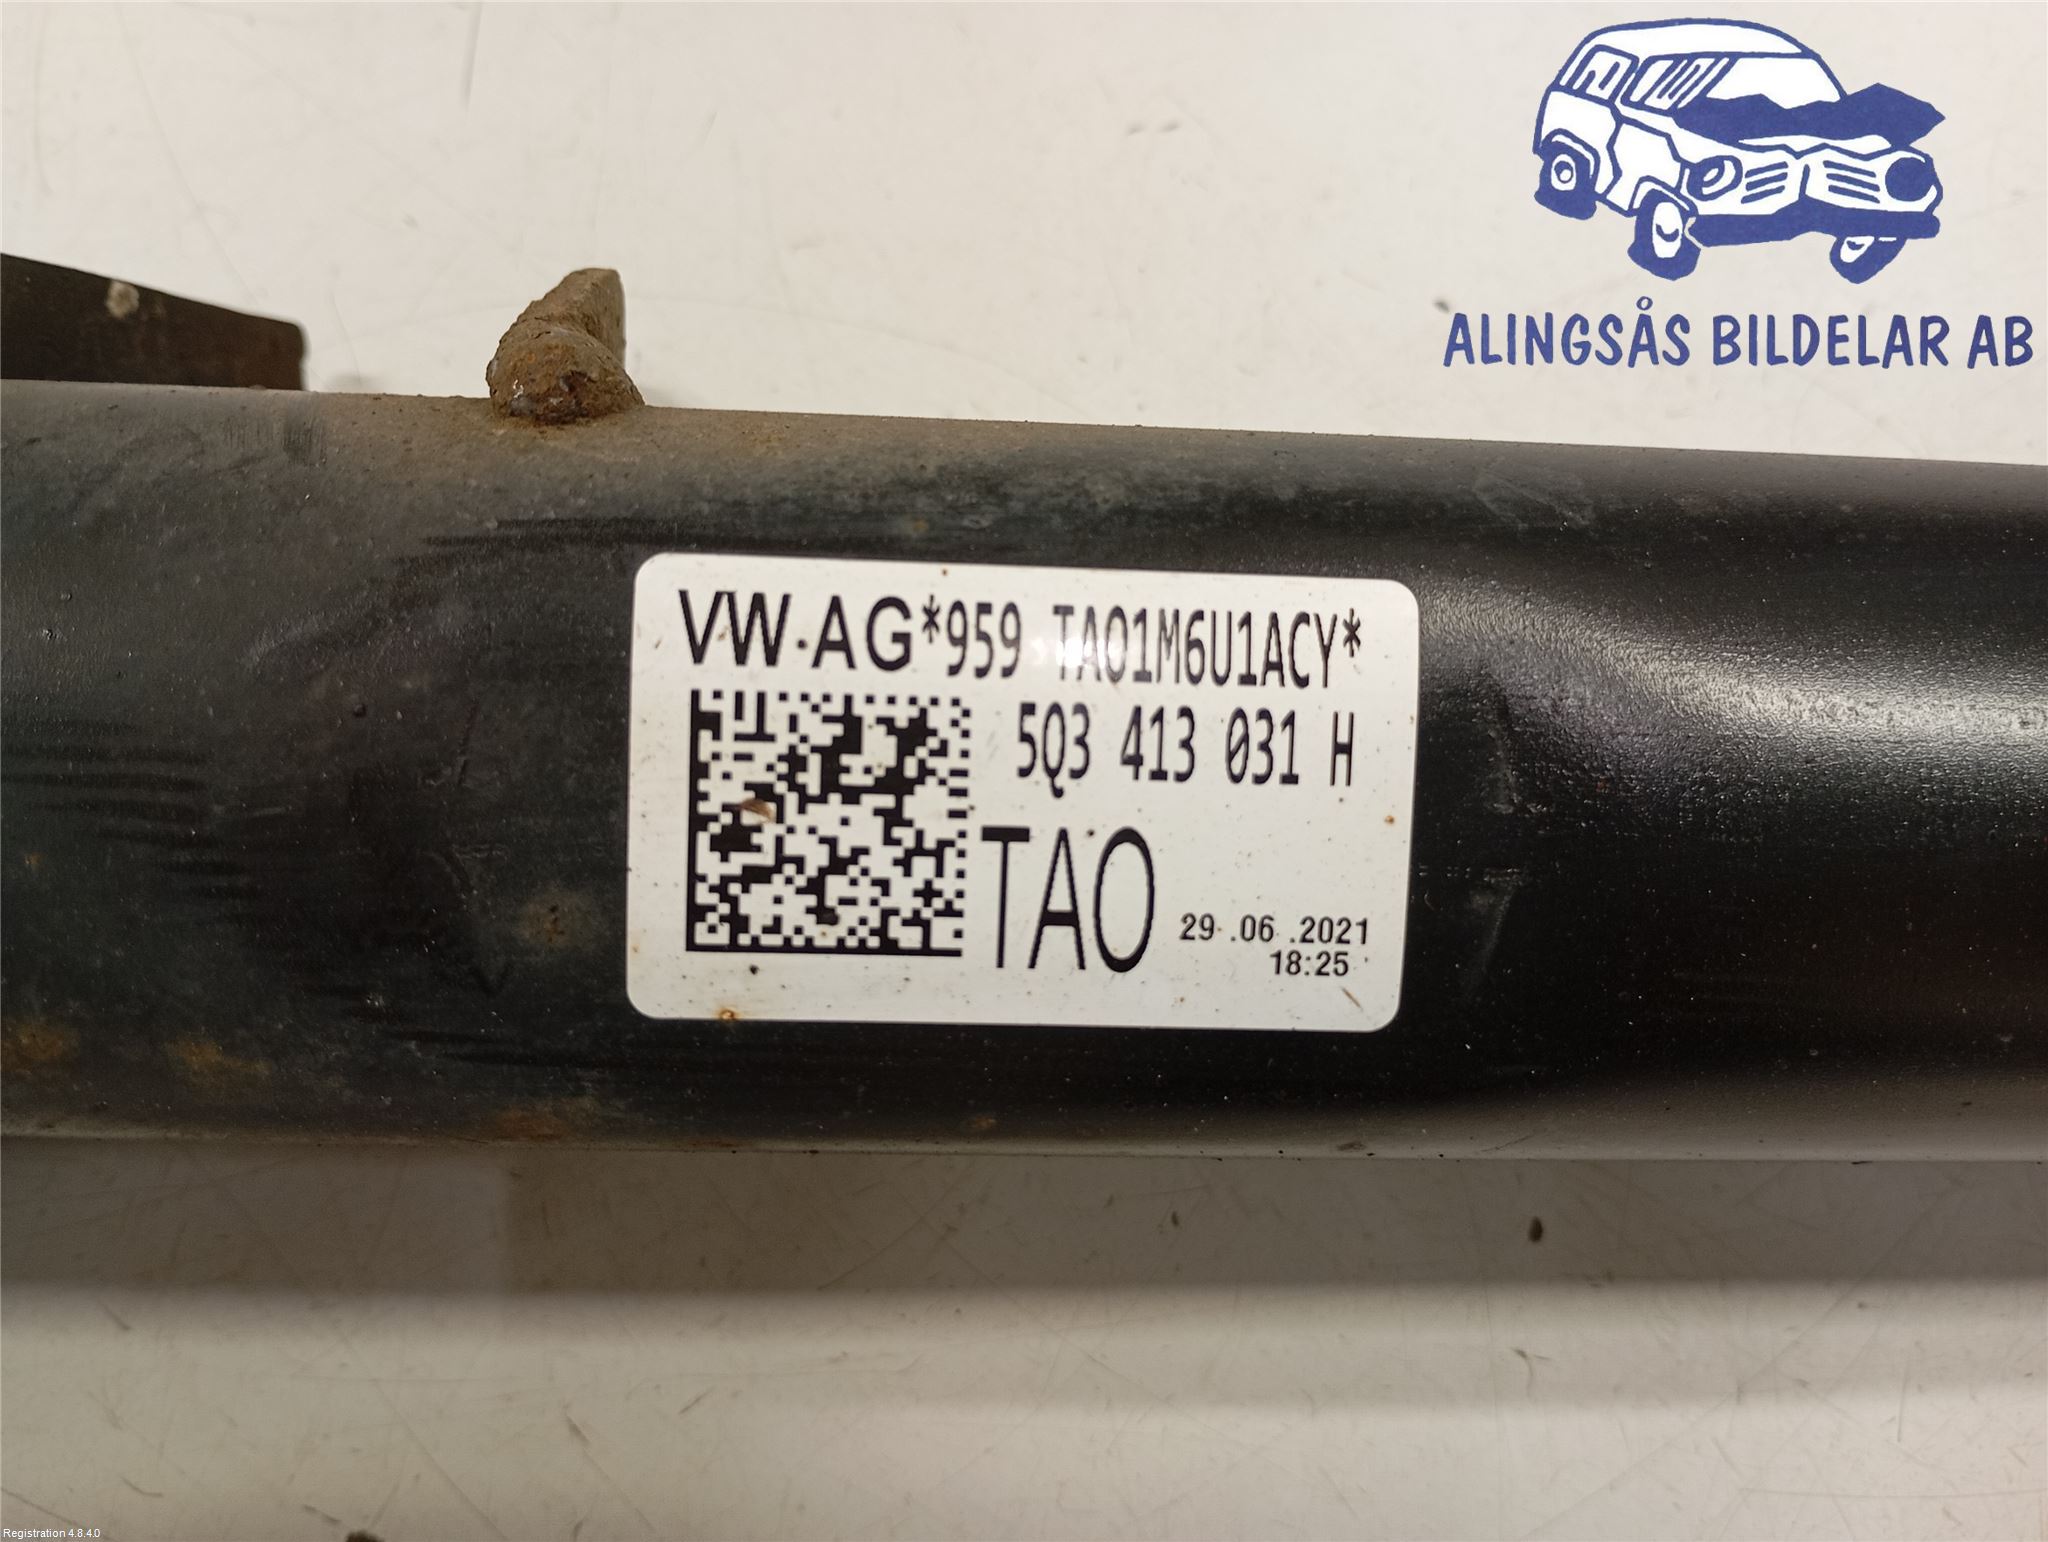 ALINGSÅS BILDELAR AB
VW.AG*959 TAO1M6U1ACY*
5Q3 413 031 H
TAO
29 .06 .2021
18:25
Registration 4.8.4.0